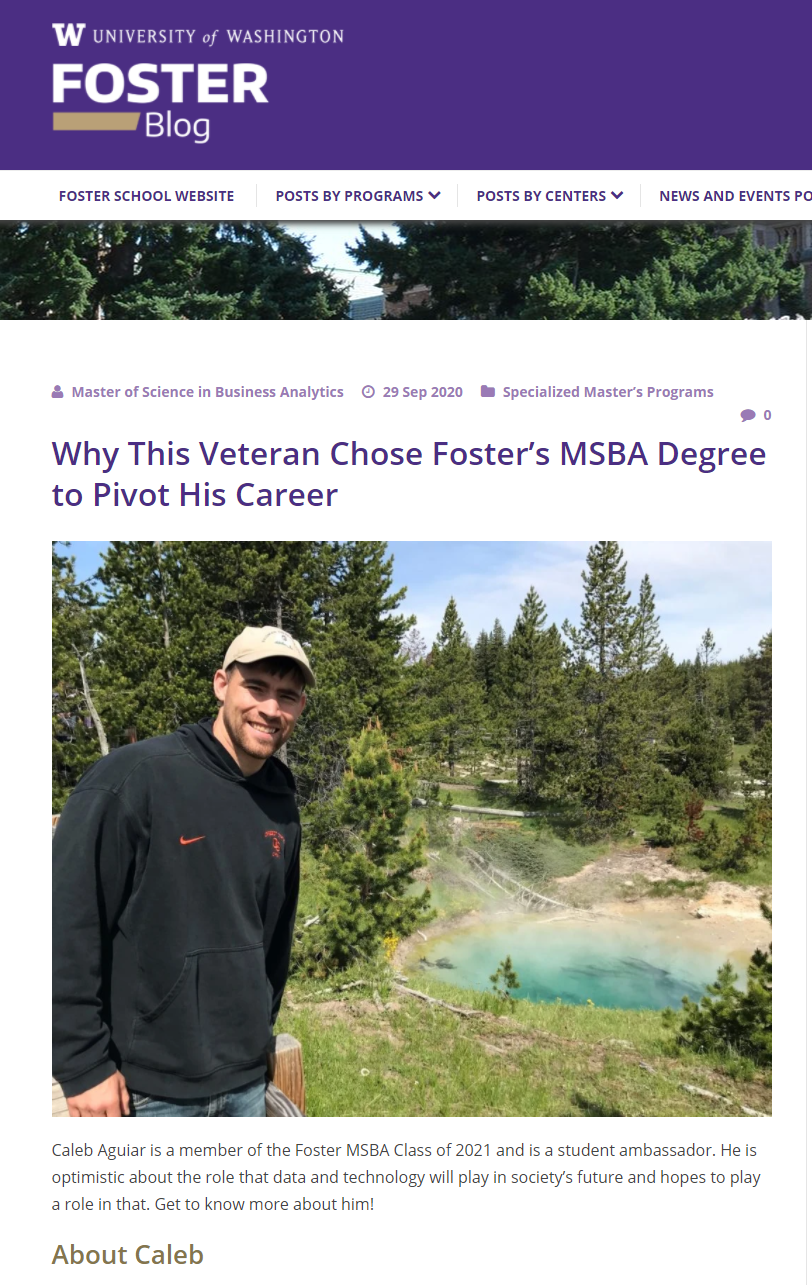 W UNIVERSITY of WASHINGTON
FOSTER
Blog
FOSTER SCHOOL WEBSITE POSTS BY PROGRAMS POSTS BY CENTERS NEWS AND EVENTS PO
Master of Science in Business Analytics 29 Sep 2020 Specialized Master's Programs
0
Why This Veteran Chose Foster's MSBA Degree
to Pivot His Career
Caleb Aguiar is a member of the Foster MSBA Class of 2021 and is a student ambassador. He is
optimistic about the role that data and technology will play in society's future and hopes to play
a role in that. Get to know more about him!
About Caleb